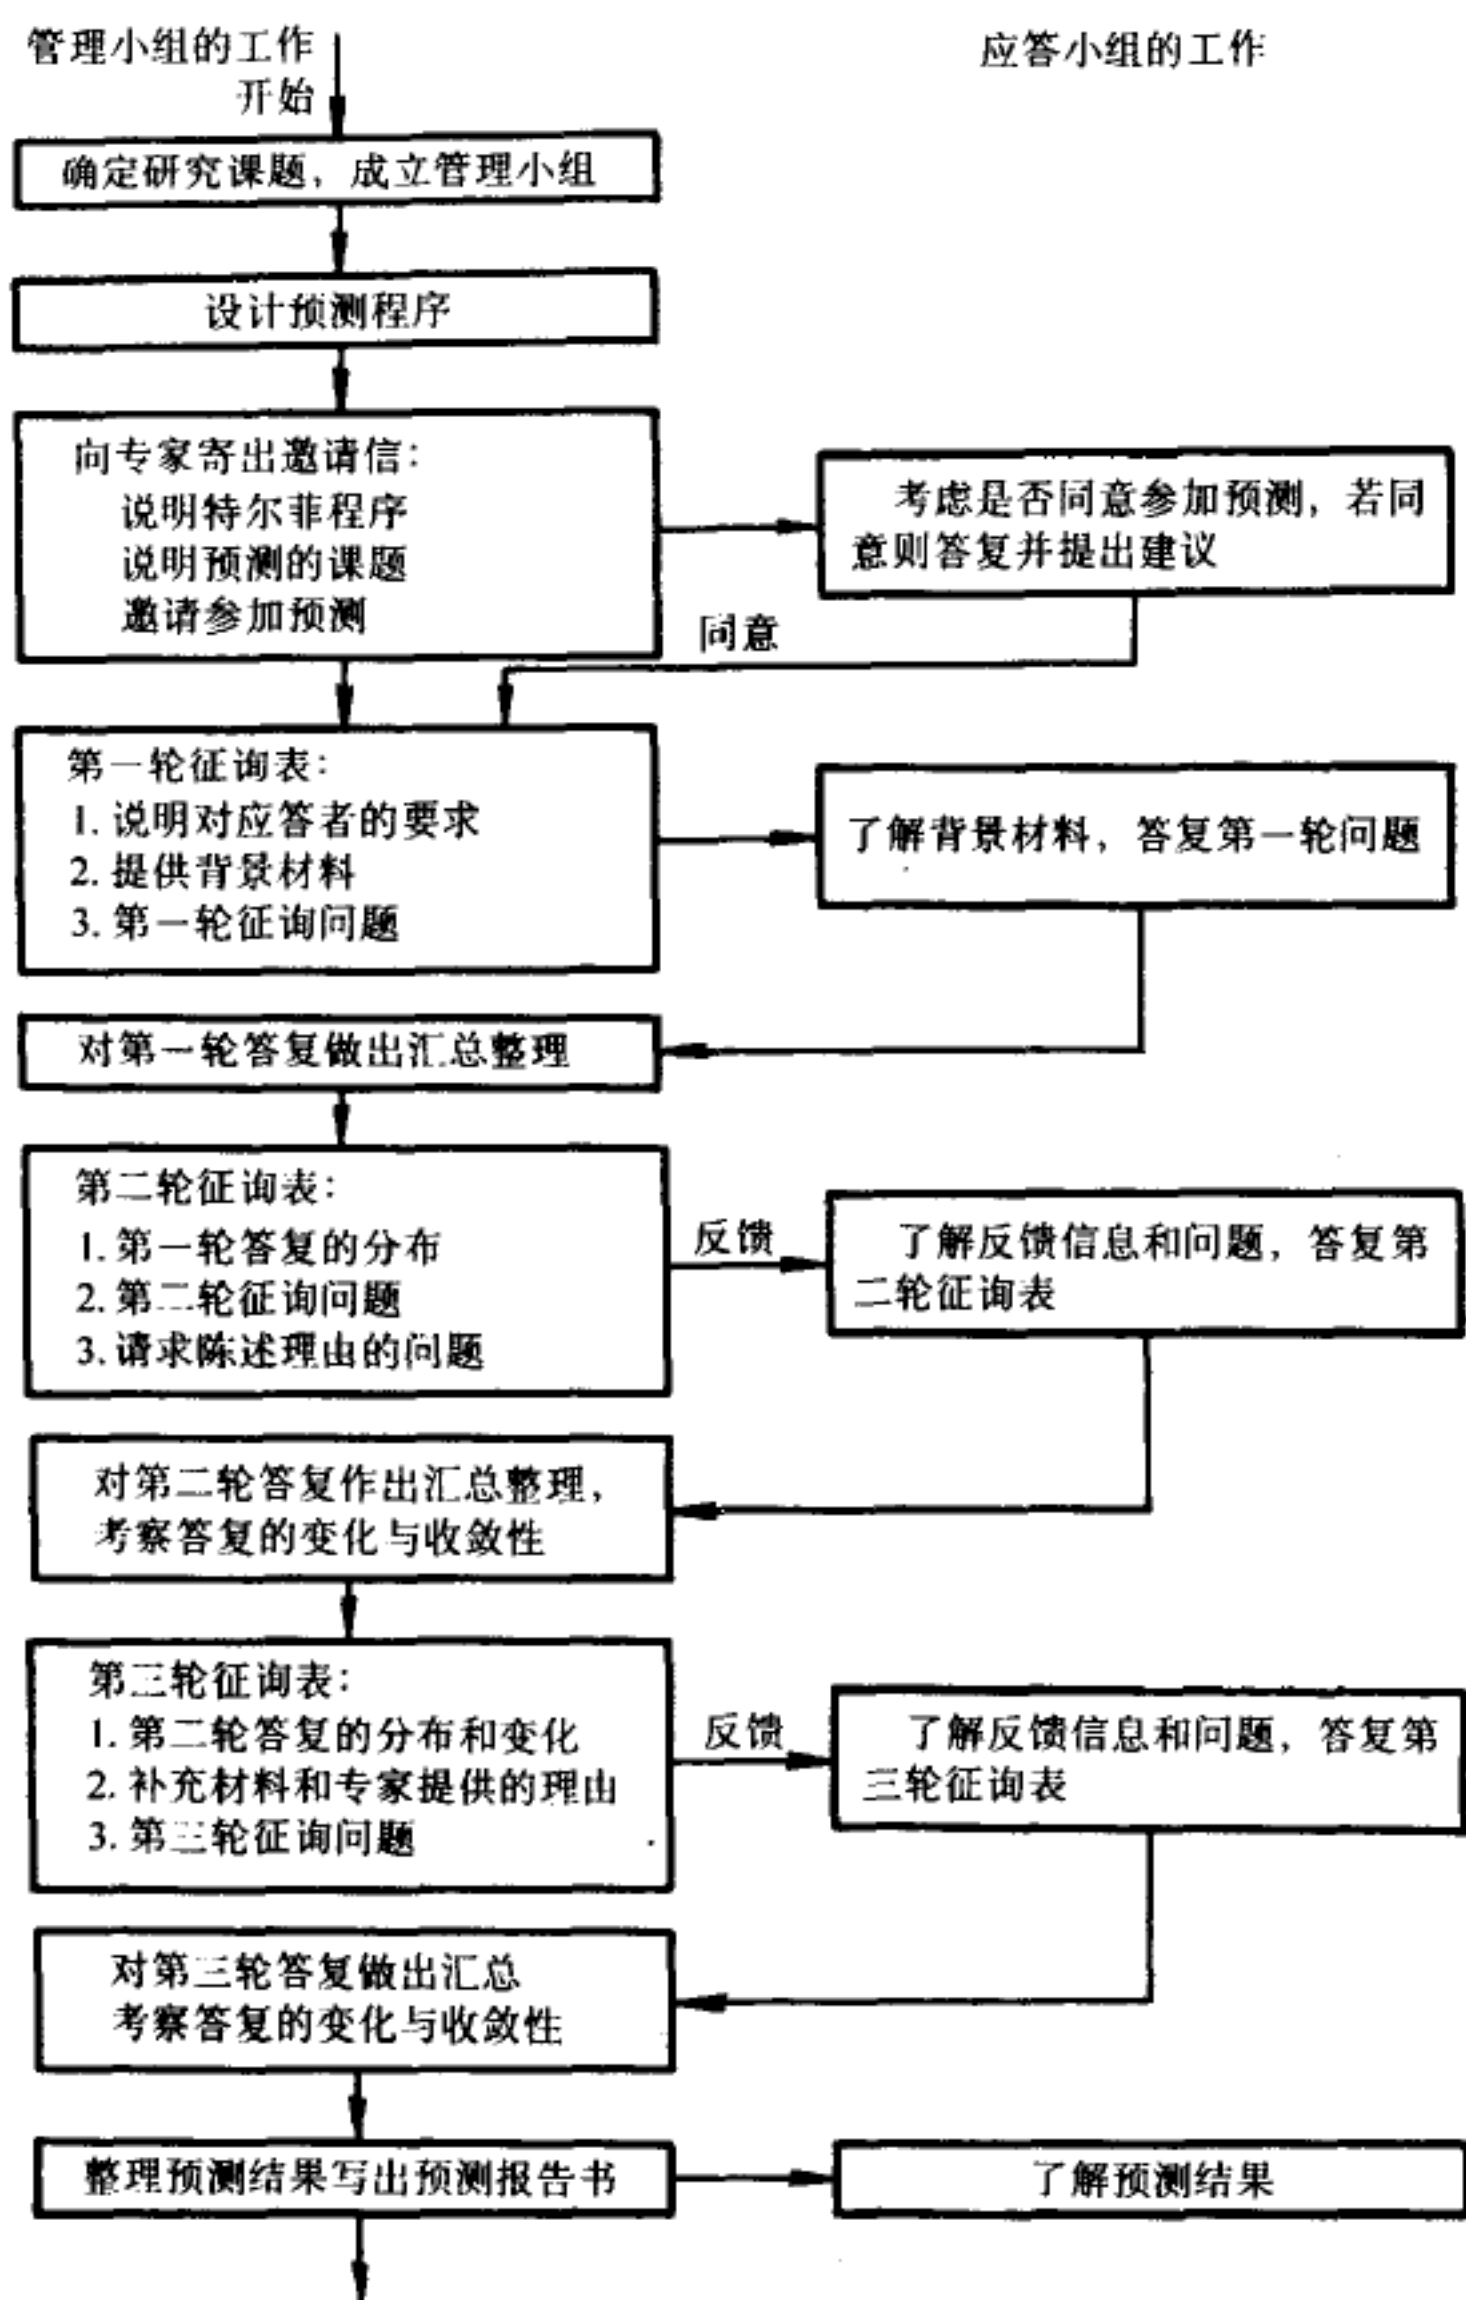 管理小组的工作
应答小组的工作
开始
确定研究课题，成立管理小组
设计预测程序
向专家寄出邀请信：
说明特尔菲程序
说明预测的课题
邀请参加预测
考虑是否同意参加预测，若同
意则答复并提出建议
同意
第一轮征询表：
1. 说明对应答者的要求
2. 提供背景材料
3. 第一轮征询问题
了解背景材料，答复第一轮问题
对第一轮答复做出汇总整理
第二轮征询表：
1. 第一轮答复的分布
2. 第二轮征询问题
3. 请求陈述理由的问题
反馈
了解反馈信息和问题，答复第
二轮征询表
对第二轮答复作出汇总整理，
考察答复的变化与收敛性
第三轮征询表：
1. 第二轮答复的分布和变化
2. 补充材料和专家提供的理由
3. 第三轮征询问题
反馈
了解反馈信息和问题，答复第
三轮征询表
对第三轮答复做出汇总
考察答复的变化与收敛性
整理预测结果写出预测报告书
了解预测结果